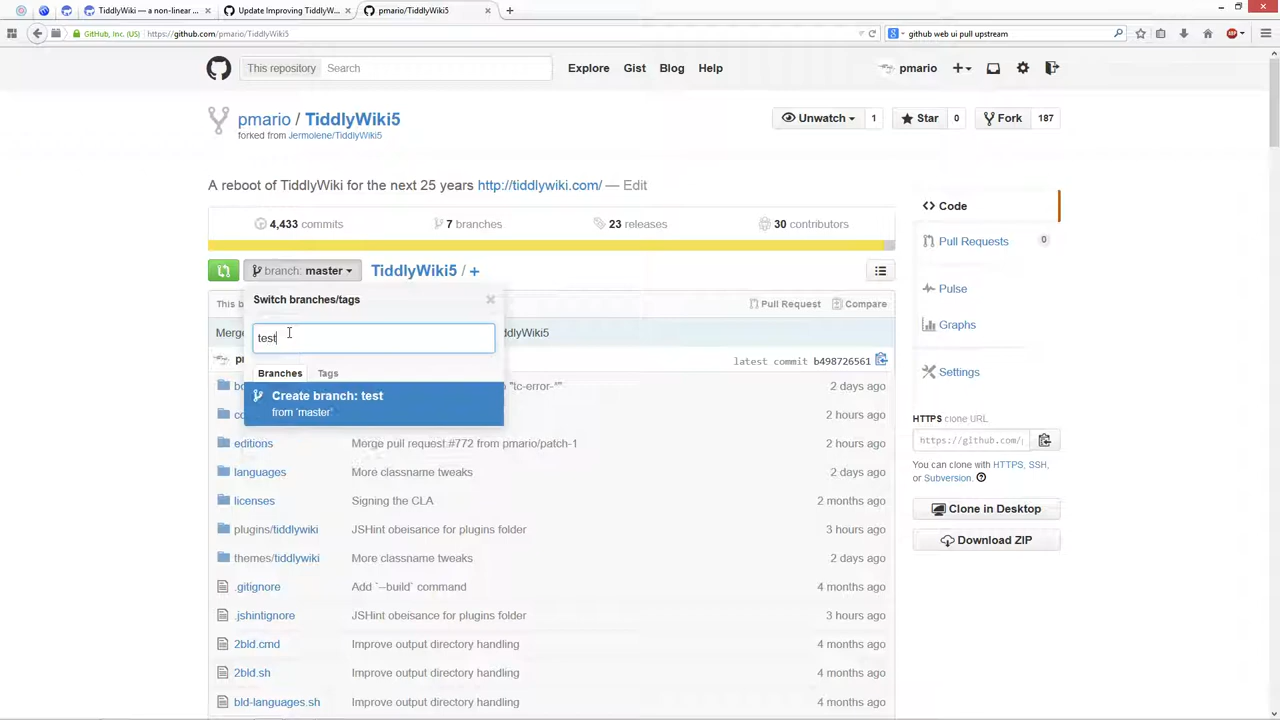 TiddlyWiki — a non-linear ...
Update Improving TiddlyW...
pmario/TiddlyWiki5
GitHub, Inc. (US) https://github.com/pmario/TiddlyWiki5
github web ui pull upstream
This repository Search
Explore Gist Blog Help
pmario
pmario / TiddlyWiki5
forked from Jermolene/TiddlyWiki5
Unwatch 1
Star 0
Fork 187
A reboot of TiddlyWiki for the next 25 years http://tiddlywiki.com/ — Edit
4,433 commits
7 branches
23 releases
30 contributors
branch: master
TiddlyWiki5 / +
Switch branches/tags
test
Branches Tags
Create branch: test
from 'master'
This b
Pull Request Compare
Merge
ddlyWiki5
latest commit b498726561
"tc-error-*" 2 days ago
2 hours ago
editions Merge pull request #772 from pmario/patch-1 2 hours ago
languages More classname tweaks 2 days ago
licenses Signing the CLA 2 months ago
plugins/tiddlywiki JSHint obeisance for plugins folder 3 hours ago
themes/tiddlywiki More classname tweaks 2 days ago
.gitignore Add `--build` command 4 months ago
.jshintignore JSHint obeisance for plugins folder 3 hours ago
2bld.cmd Improve output directory handling 4 months ago
2bld.sh Improve output directory handling 4 months ago
bld-languages.sh Improve output directory handling 4 months ago
Code
Pull Requests 0
Pulse
Graphs
Settings
HTTPS clone URL
https://github.com/
You can clone with HTTPS, SSH,
or Subversion.
Clone in Desktop
Download ZIP